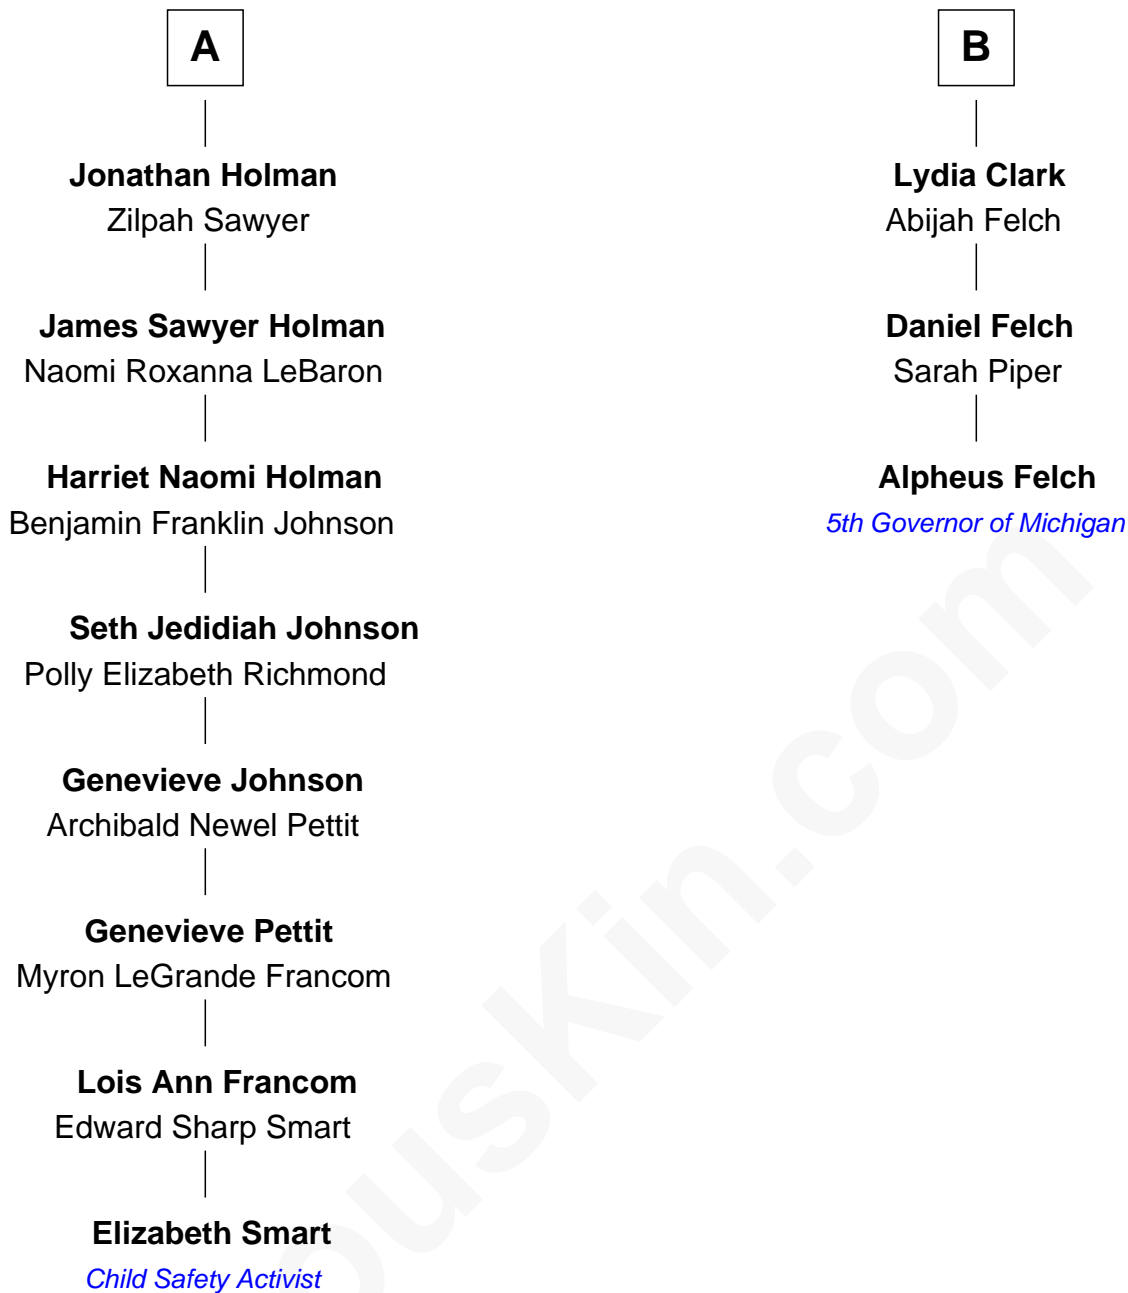 A
Jonathan Holman
Zilpah Sawyer
James Sawyer Holman
Naomi Roxanna LeBaron
Harriet Naomi Holman
Benjamin Franklin Johnson
Seth Jedidiah Johnson
Polly Elizabeth Richmond
Genevieve Johnson
Archibald Newel Pettit
Genevieve Pettit
Myron LeGrande Francom
Lois Ann Francom
Edward Sharp Smart
Elizabeth Smart
Child Safety Activist
B
Lydia Clark
Abijah Felch
Daniel Felch
Sarah Piper
Alpheus Felch
5th Governor of Michigan
ousKin.com